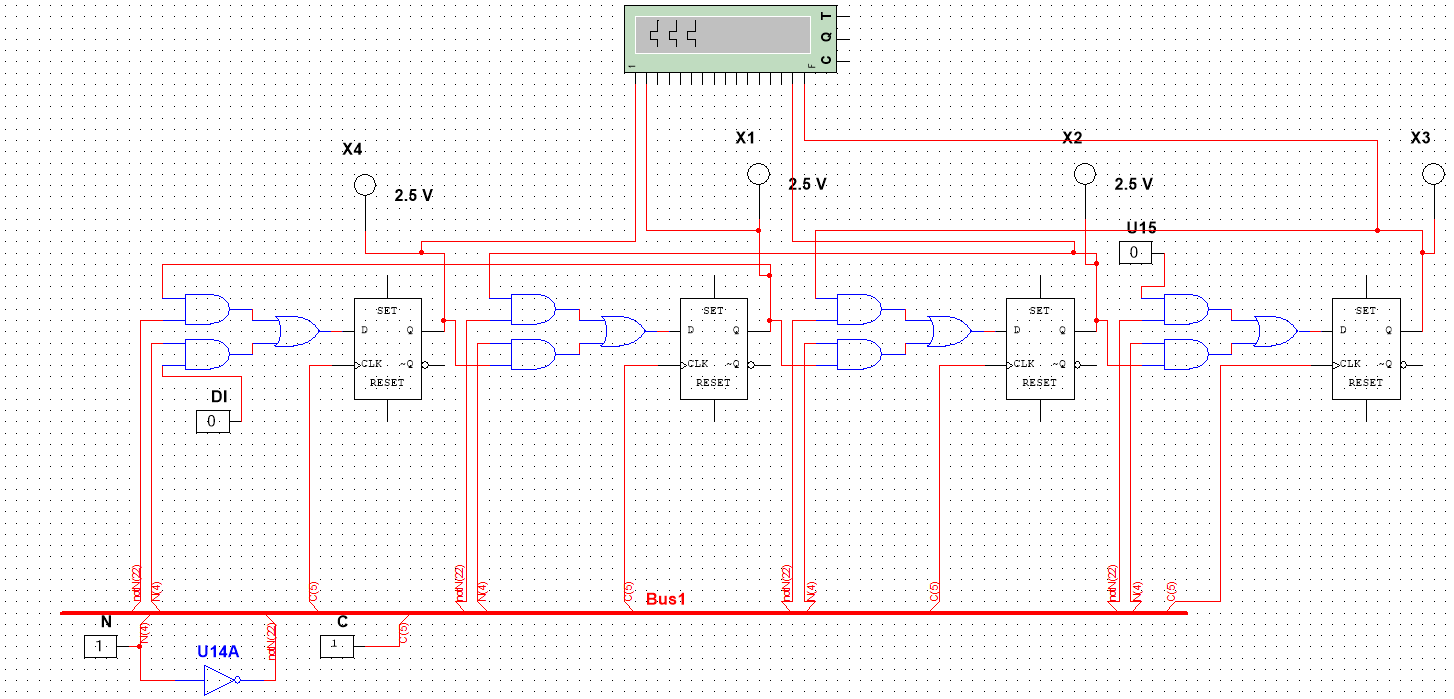 T
Q
C
1
F
X4
X1
X2
X3
2.5 V
2.5 V
2.5 V
U15
0
SET
D Q
CLK ~Q
RESET
SET
D Q
CLK ~Q
RESET
SET
D Q
CLK ~Q
RESET
SET
D Q
CLK ~Q
RESET
DI
0
notN(22)
N(4)
C(5)
notN(22)
N(4)
C(5)
notN(22)
N(4)
C(5)
notN(22)
N(4)
C(5)
Bus1
N
1
N(4)
notN(22)
C
1
C(5)
U14A